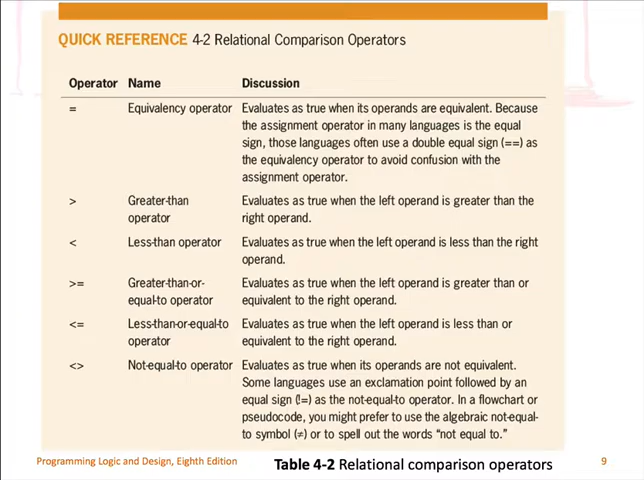 QUICK REFERENCE 4-2 Relational Comparison Operators
Operator Name Discussion
= Equivalency operator Evaluates as true when its operands are equivalent. Because
the assignment operator in many languages is the equal
sign, those languages often use a double equal sign (==) as
the equivalency operator to avoid confusion with the
assignment operator.
> Greater-than Evaluates as true when the left operand is greater than the
operator right operand.
< Less-than operator Evaluates as true when the left operand is less than the right
operand.
>= Greater-than-or- Evaluates as true when the left operand is greater than or
equal-to operator equivalent to the right operand.
<= Less-than-or-equal-to Evaluates as true when the left operand is less than or
operator equivalent to the right operand.
<> Not-equal-to operator Evaluates as true when its operands are not equivalent.
Some languages use an exclamation point followed by an
equal sign (!=) as the not-equal-to operator. In a flowchart or
pseudocode, you might prefer to use the algebraic not-equal-
to symbol (≠) or to spell out the words “not equal to.”
Programming Logic and Design, Eighth Edition Table 4-2 Relational comparison operators 9